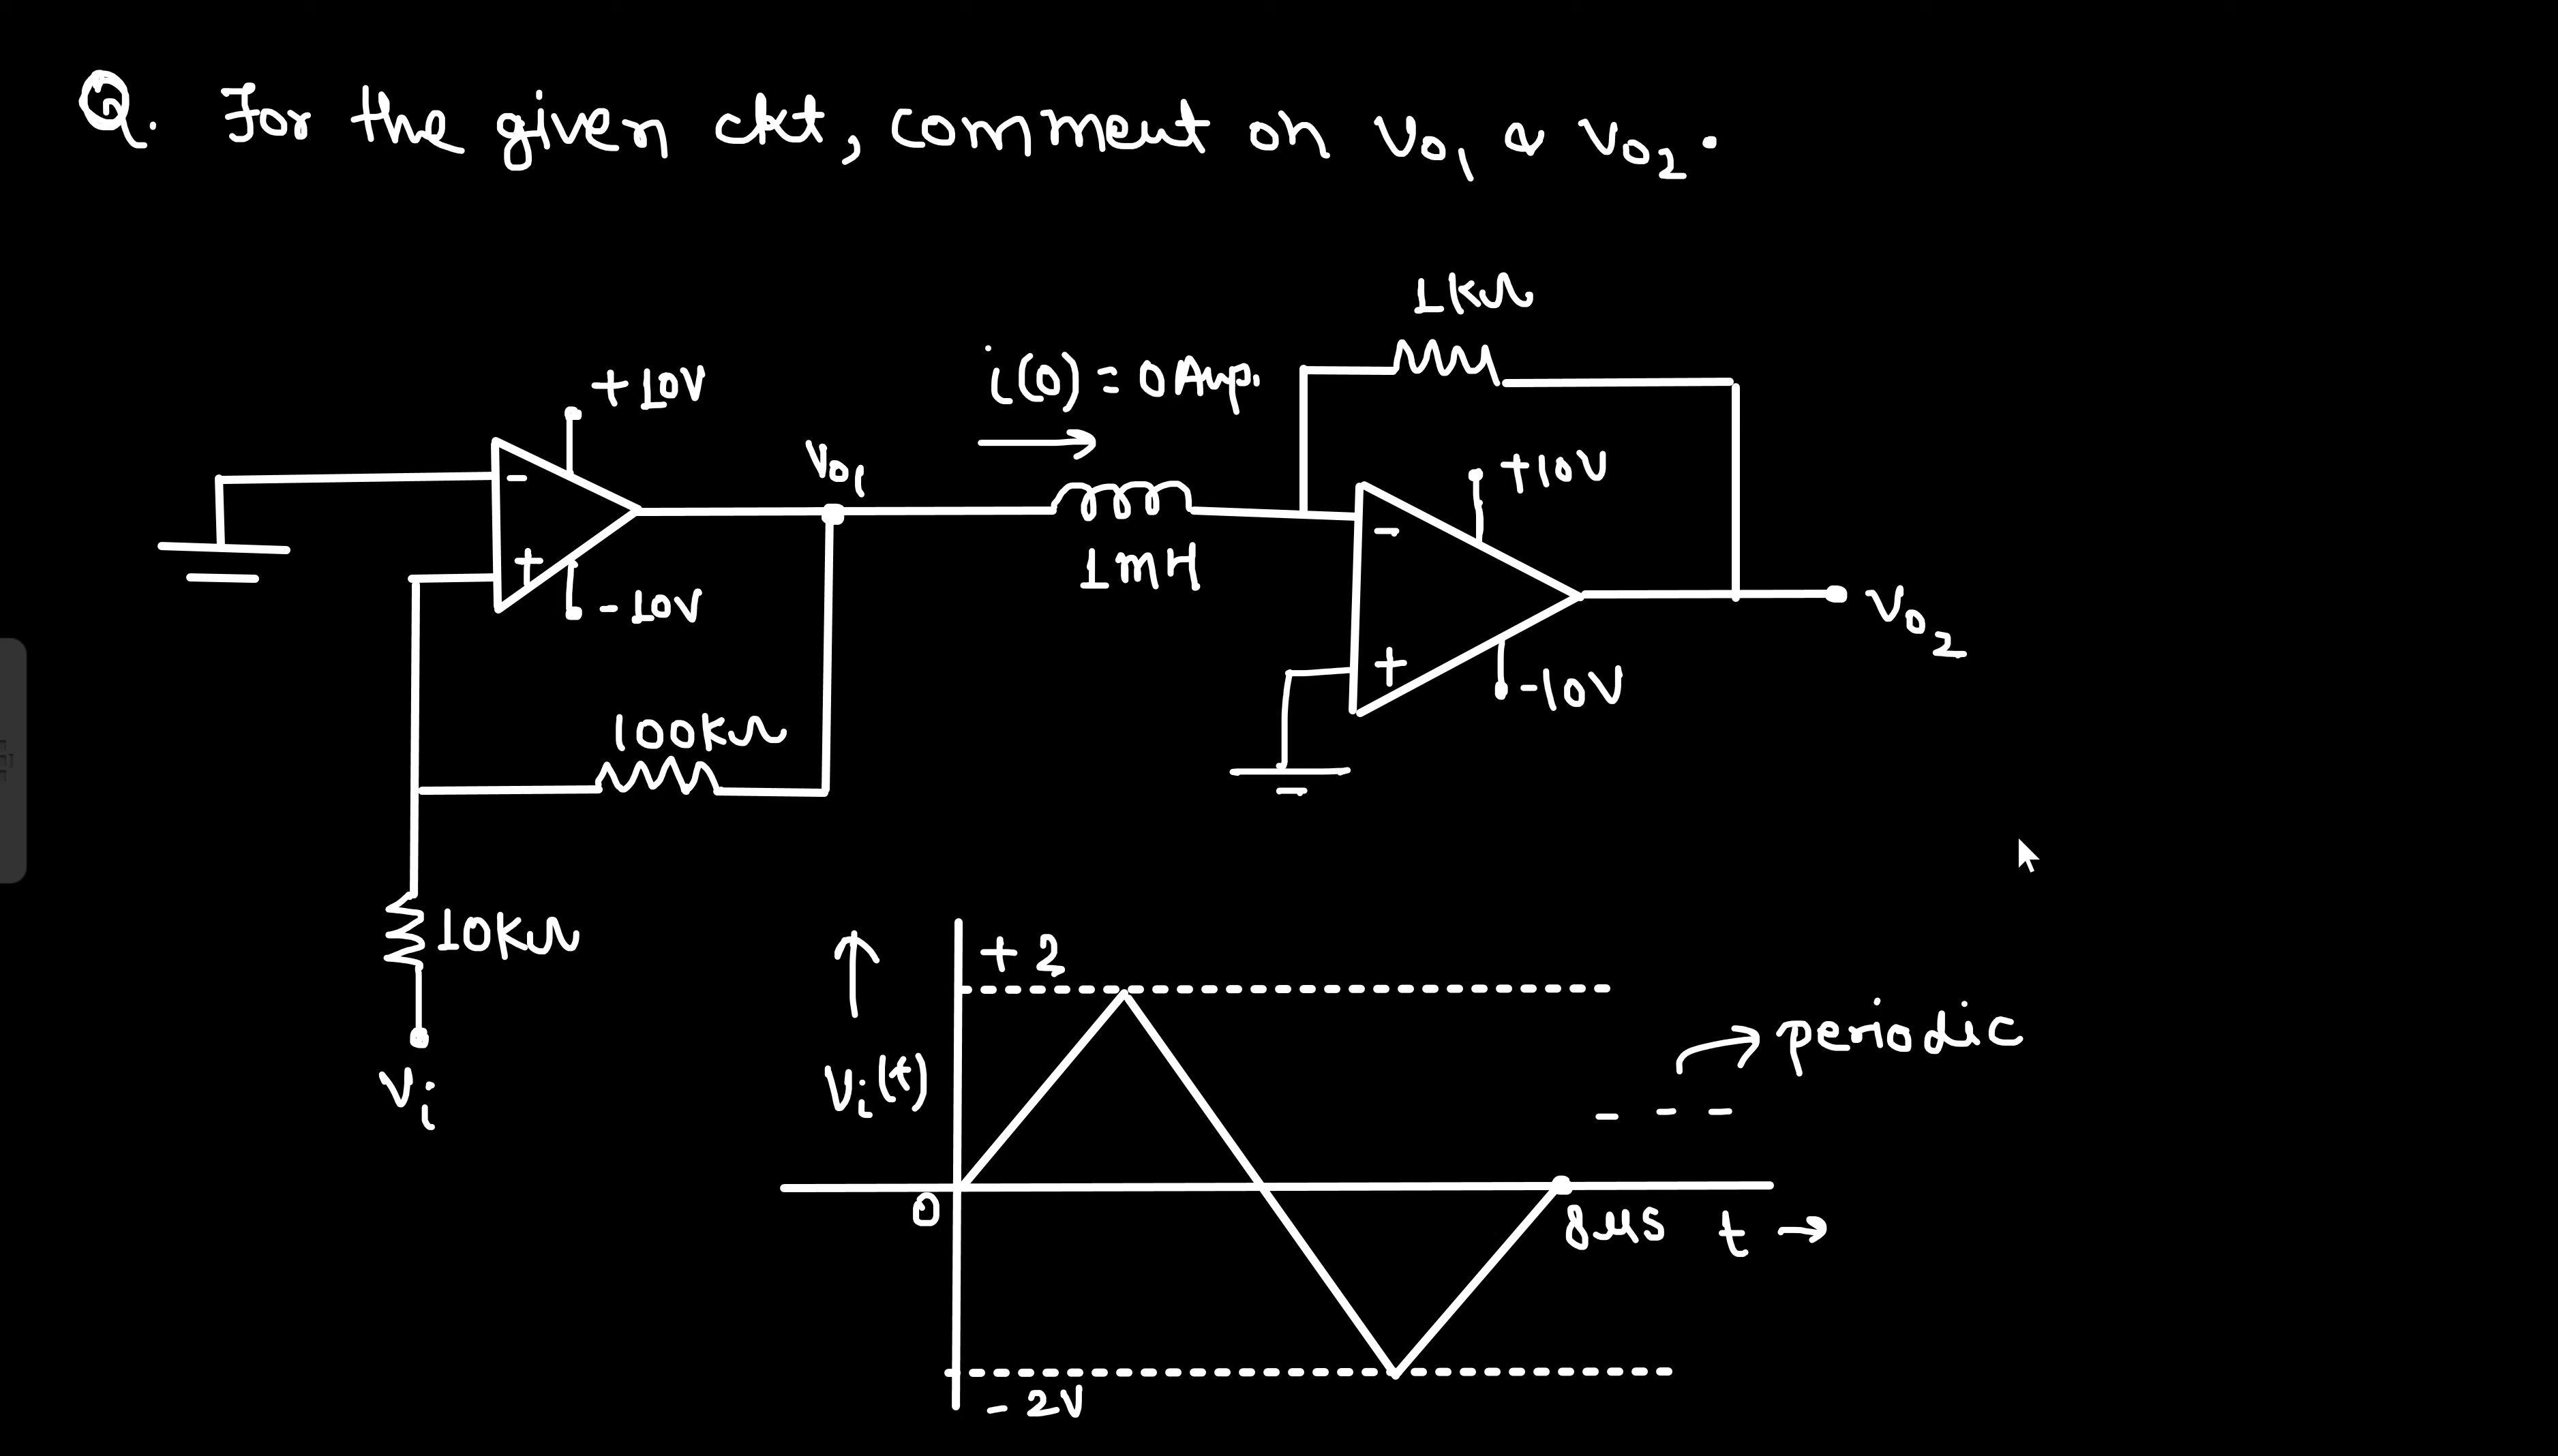 Q. For the given ckt, comment on Vo1 & Vo2.
1kΩ
+10V
i(0) = 0 Amp.
Vo1
+10V
-
-
+
1mH
-10V
Vo2
+
-10V
100kΩ
10kΩ
+2
periodic
Vi
Vi(t)
- - -
0
8μs t →
- 2V